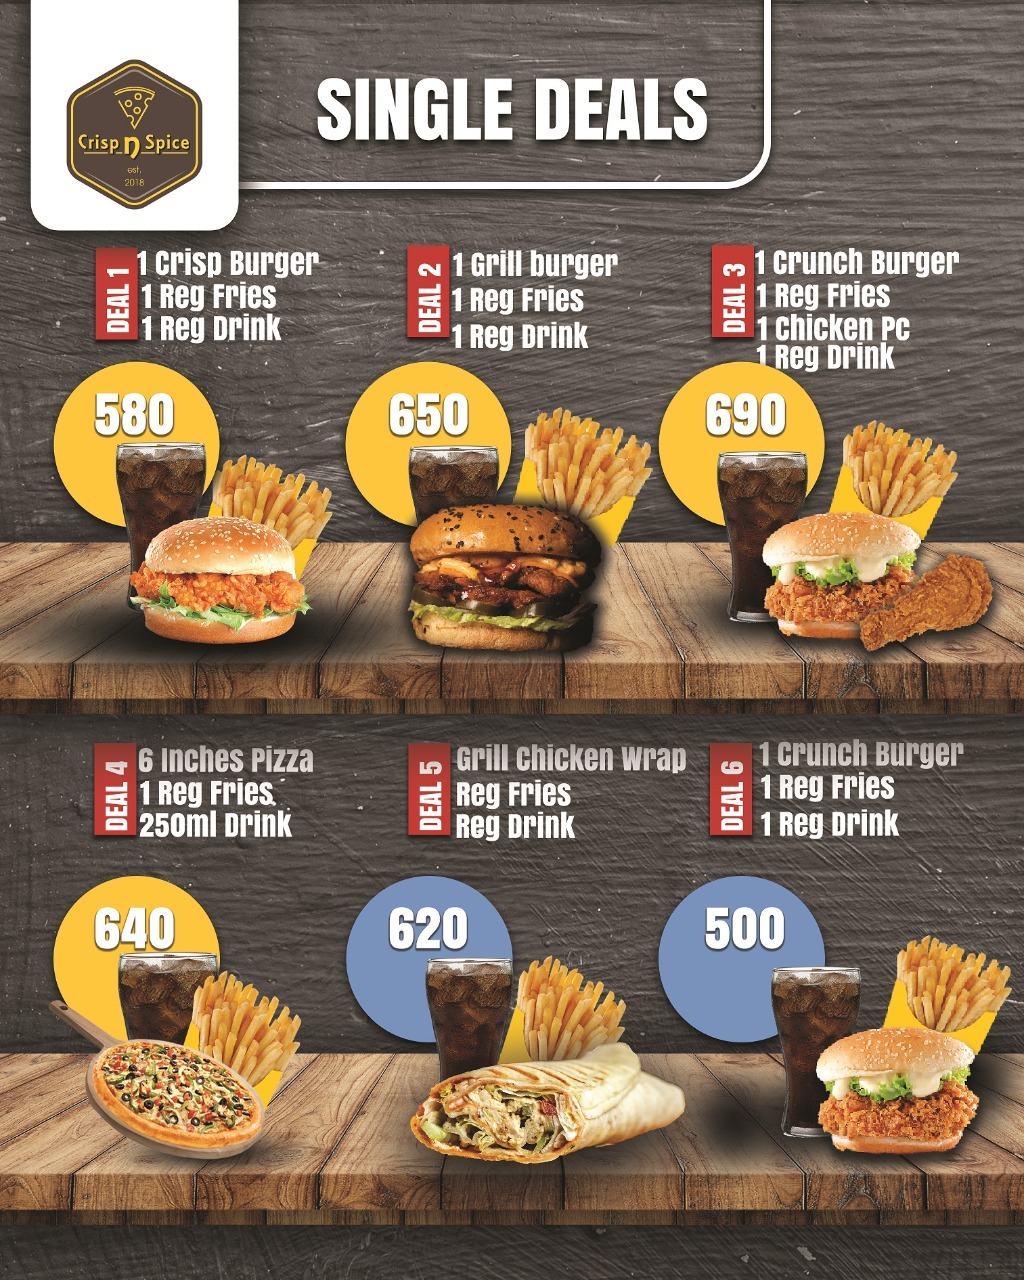 Crisp n Spice
est.
2018
SINGLE DEALS
DEAL 1
1 Crisp Burger
1 Reg Fries
1 Reg Drink
580
DEAL 2
1 Grill burger
1 Reg Fries
1 Reg Drink
650
DEAL 3
1 Crunch Burger
1 Reg Fries
1 Chicken Pc
1 Reg Drink
690
DEAL 4
6 Inches Pizza
1 Reg Fries
250ml Drink
640
DEAL 5
Grill Chicken Wrap
Reg Fries
Reg Drink
620
DEAL 6
1 Crunch Burger
1 Reg Fries
1 Reg Drink
500